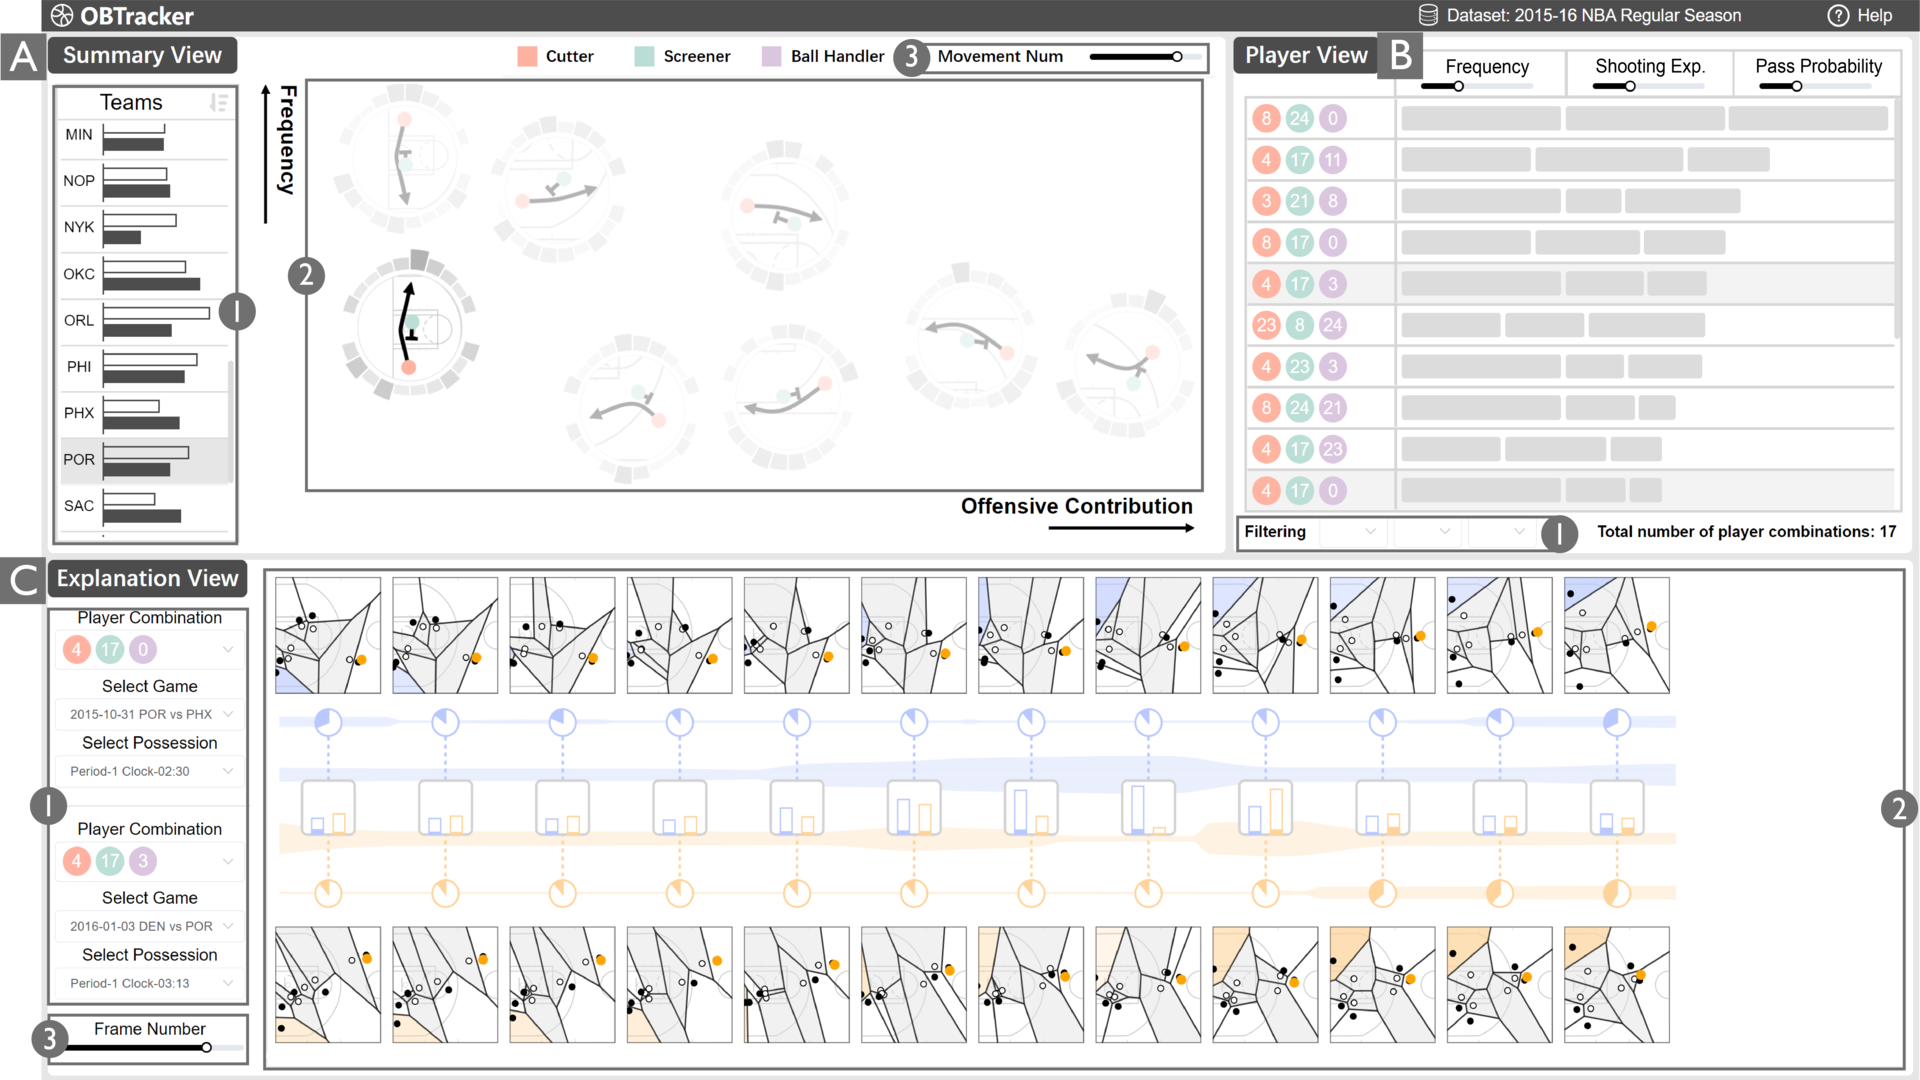 OBTracker
Dataset: 2015-16 NBA Regular Season
? Help
A
Summary View
Cutter
Screener
Ball Handler
3
Movement Num
Teams
MIN
NOP
NYK
OKC
ORL
PHI
PHX
POR
SAC
1
Frequency
2
Offensive Contribution
Player View
B
Frequency
Shooting Exp.
Pass Probability
8 24 0
4 17 11
3 21 8
8 17 0
4 17 3
23 8 24
4 23 3
8 24 21
4 17 23
4 17 0
Filtering
1
Total number of player combinations: 17
C
Explanation View
Player Combination
4 17 0
Select Game
2015-10-31 POR vs PHX
Select Possession
Period-1 Clock-02:30
1
Player Combination
4 17 3
Select Game
2016-01-03 DEN vs POR
Select Possession
Period-1 Clock-03:13
3
Frame Number
2